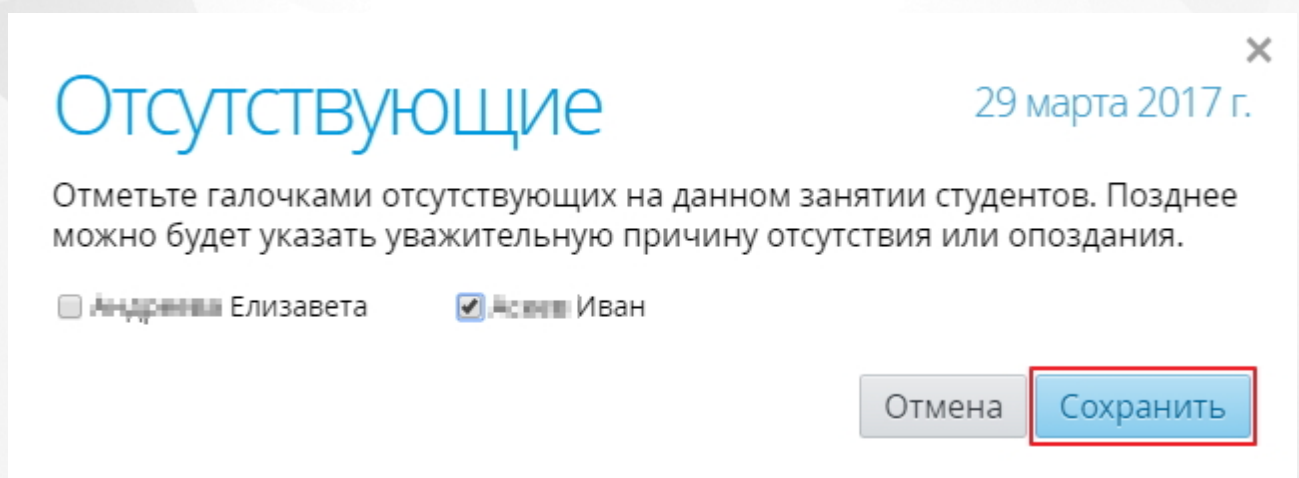 Отсутствующие
29 марта 2017 г.
Отметьте галочками отсутствующих на данном занятии студентов. Позднее
можно будет указать уважительную причину отсутствия или опоздания.
Елизавета
Иван
Отмена
Сохранить